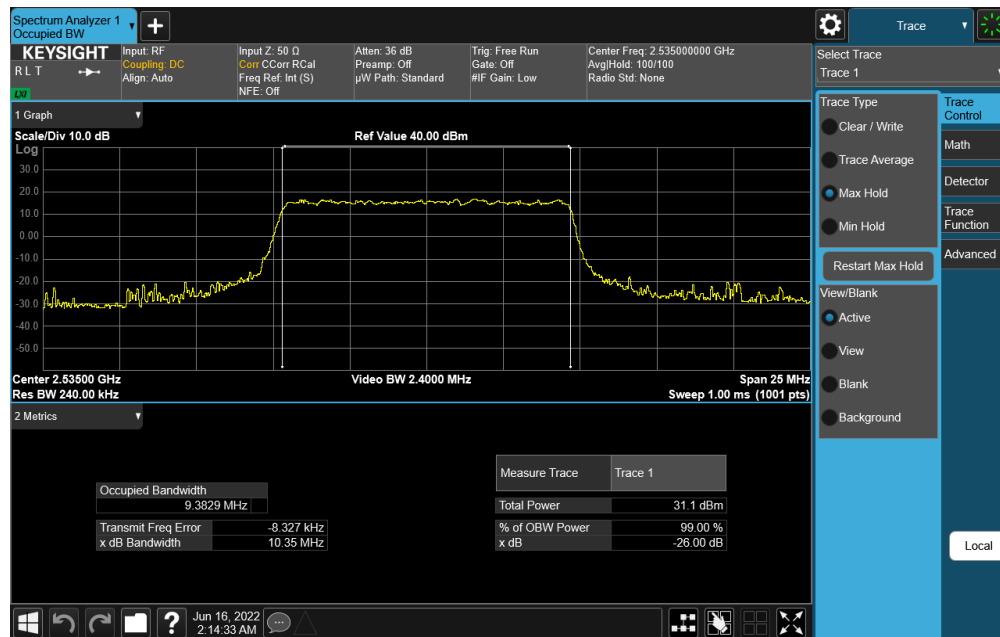 Spectrum Analyzer 1
Occupied BW
+
Trace
KEYSIGHT
R L T
LXI
Input: RF
Coupling: DC
Align: Auto
Input Z: 50 Ω
Corr CCorr RCal
Freq Ref: Int (S)
NFE: Off
Atten: 36 dB
Preamp: Off
µW Path: Standard
Trig: Free Run
Gate: Off
#IF Gain: Low
Center Freq: 2.535000000 GHz
Avg|Hold: 100/100
Radio Std: None
Select Trace
Trace 1
1 Graph
Scale/Div 10.0 dB
Ref Value 40.00 dBm
Log
30.0
20.0
10.0
0.00
-10.0
-20.0
-30.0
-40.0
-50.0
Center 2.53500 GHz
Video BW 2.4000 MHz
Span 25 MHz
Res BW 240.00 kHz
Sweep 1.00 ms (1001 pts)
2 Metrics
Occupied Bandwidth
9.3829 MHz
Transmit Freq Error -8.327 kHz
x dB Bandwidth 10.35 MHz
Measure Trace Trace 1
Total Power 31.1 dBm
% of OBW Power 99.00 %
x dB -26.00 dB
Trace Type
Clear / Write
Trace Average
Max Hold
Min Hold
Restart Max Hold
View/Blank
Active
View
Blank
Background
Trace
Control
Math
Detector
Trace
Function
Advanced
Local
?
Jun 16, 2022
2:14:33 AM